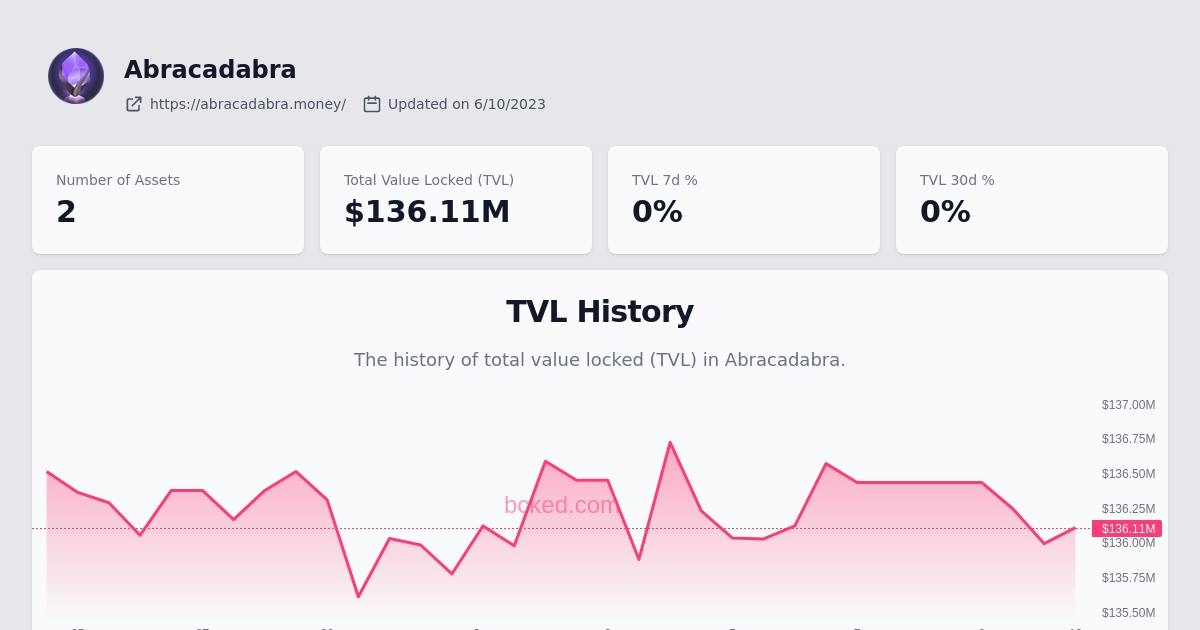 Abracadabra
https://abracadabra.money/ Updated on 6/10/2023
Number of Assets
2
Total Value Locked (TVL)
$136.11M
TVL 7d %
0%
TVL 30d %
0%
TVL History
The history of total value locked (TVL) in Abracadabra.
$137.00M
$136.75M
$136.50M
boxed.com
$136.25M
$136.11M
$136.00M
$135.75M
$135.50M